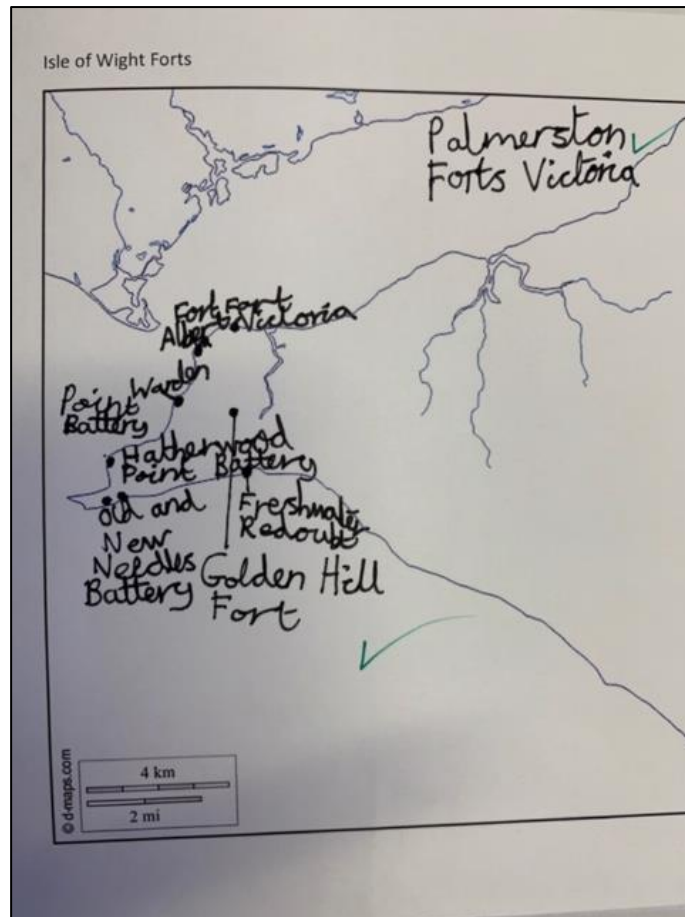 Isle of Wight Forts
Palmerston
Forts Victoria
Fort Fort
Albert Victoria
Warden
Point
Battery
Hatherwood
Point Battery
Old and
New
Needles
Battery
Freshwater
Redoubt
Golden Hill
Fort
4 km
2 mi
© d-maps.com